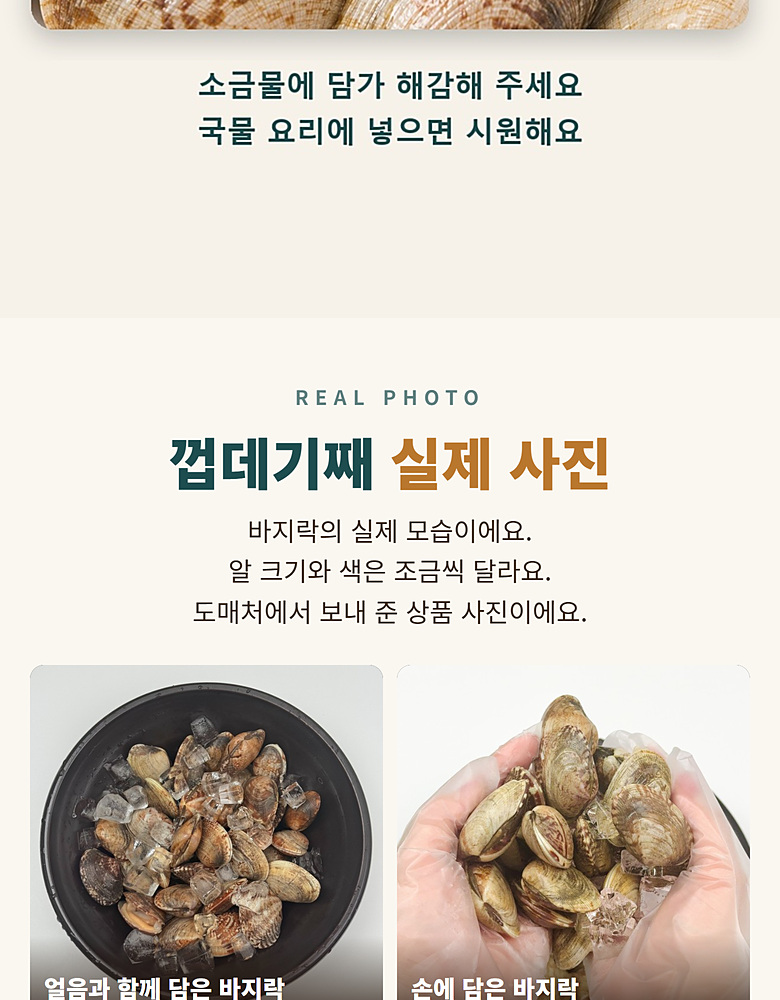 소금물에 담가 해감해 주세요
국물 요리에 넣으면 시원해요
REAL PHOTO
껍데기째 실제 사진
바지락의 실제 모습이에요.
알 크기와 색은 조금씩 달라요.
도매처에서 보내 준 상품 사진이에요.
얼음과 함께 담은 바지락
손에 담은 바지락